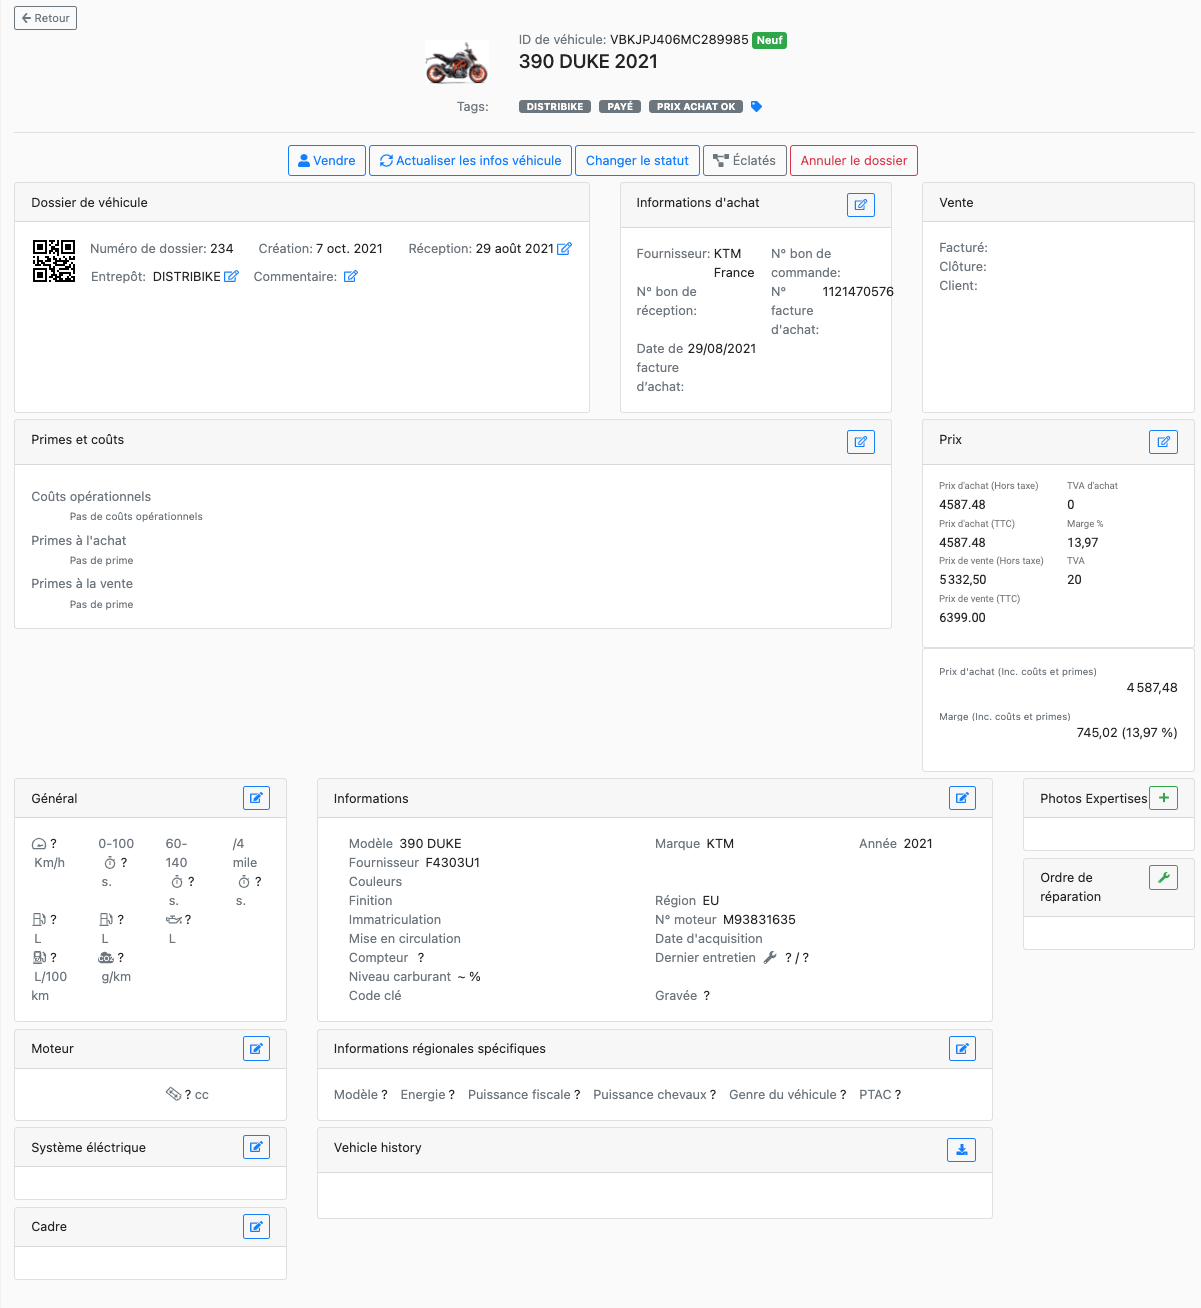 Retour
ID de véhicule: VBKJPJ406MC289985 Neuf
390 DUKE 2021
Tags: DISTRIBIKE PAYÉ PRIX ACHAT OK
Vendre Actualiser les infos véhicule Changer le statut Éclatés Annuler le dossier
Dossier de véhicule
Numéro de dossier: 234 Création: 7 oct. 2021 Réception: 29 août 2021
Entrepôt: DISTRIBIKE Commentaire:
Informations d'achat
Fournisseur: KTM France
N° bon de commande:
N° bon de réception:
N° facture d'achat: 1121470576
Date de facture d'achat: 29/08/2021
Vente
Facturé:
Clôture:
Client:
Primes et coûts
Coûts opérationnels
Pas de coûts opérationnels
Primes à l'achat
Pas de prime
Primes à la vente
Pas de prime
Prix
Prix d'achat (Hors taxe) TVA d'achat
4587.48 0
Prix d'achat (TTC) Marge %
4587.48 13,97
Prix de vente (Hors taxe) TVA
5 332,50 20
Prix de vente (TTC)
6399.00
Prix d'achat (Inc. coûts et primes)
4 587,48
Marge (Inc. coûts et primes)
745,02 (13,97 %)
Général
? Km/h
0-100 ? s.
60-140 ? s.
/4 mile ? s.
? L
? L
? L
? L/100 km
CO2 ? g/km
Informations
Modèle 390 DUKE Marque KTM Année 2021
Fournisseur F4303U1
Couleurs
Finition Région EU
Immatriculation N° moteur M93831635
Mise en circulation Date d'acquisition
Compteur ? Dernier entretien ? / ?
Niveau carburant ~ %
Code clé Gravée ?
Photos Expertises
Ordre de réparation
Moteur
? cc
Informations régionales spécifiques
Modèle ? Energie ? Puissance fiscale ? Puissance chevaux ? Genre du véhicule ? PTAC ?
Système éléctrique
Vehicle history
Cadre